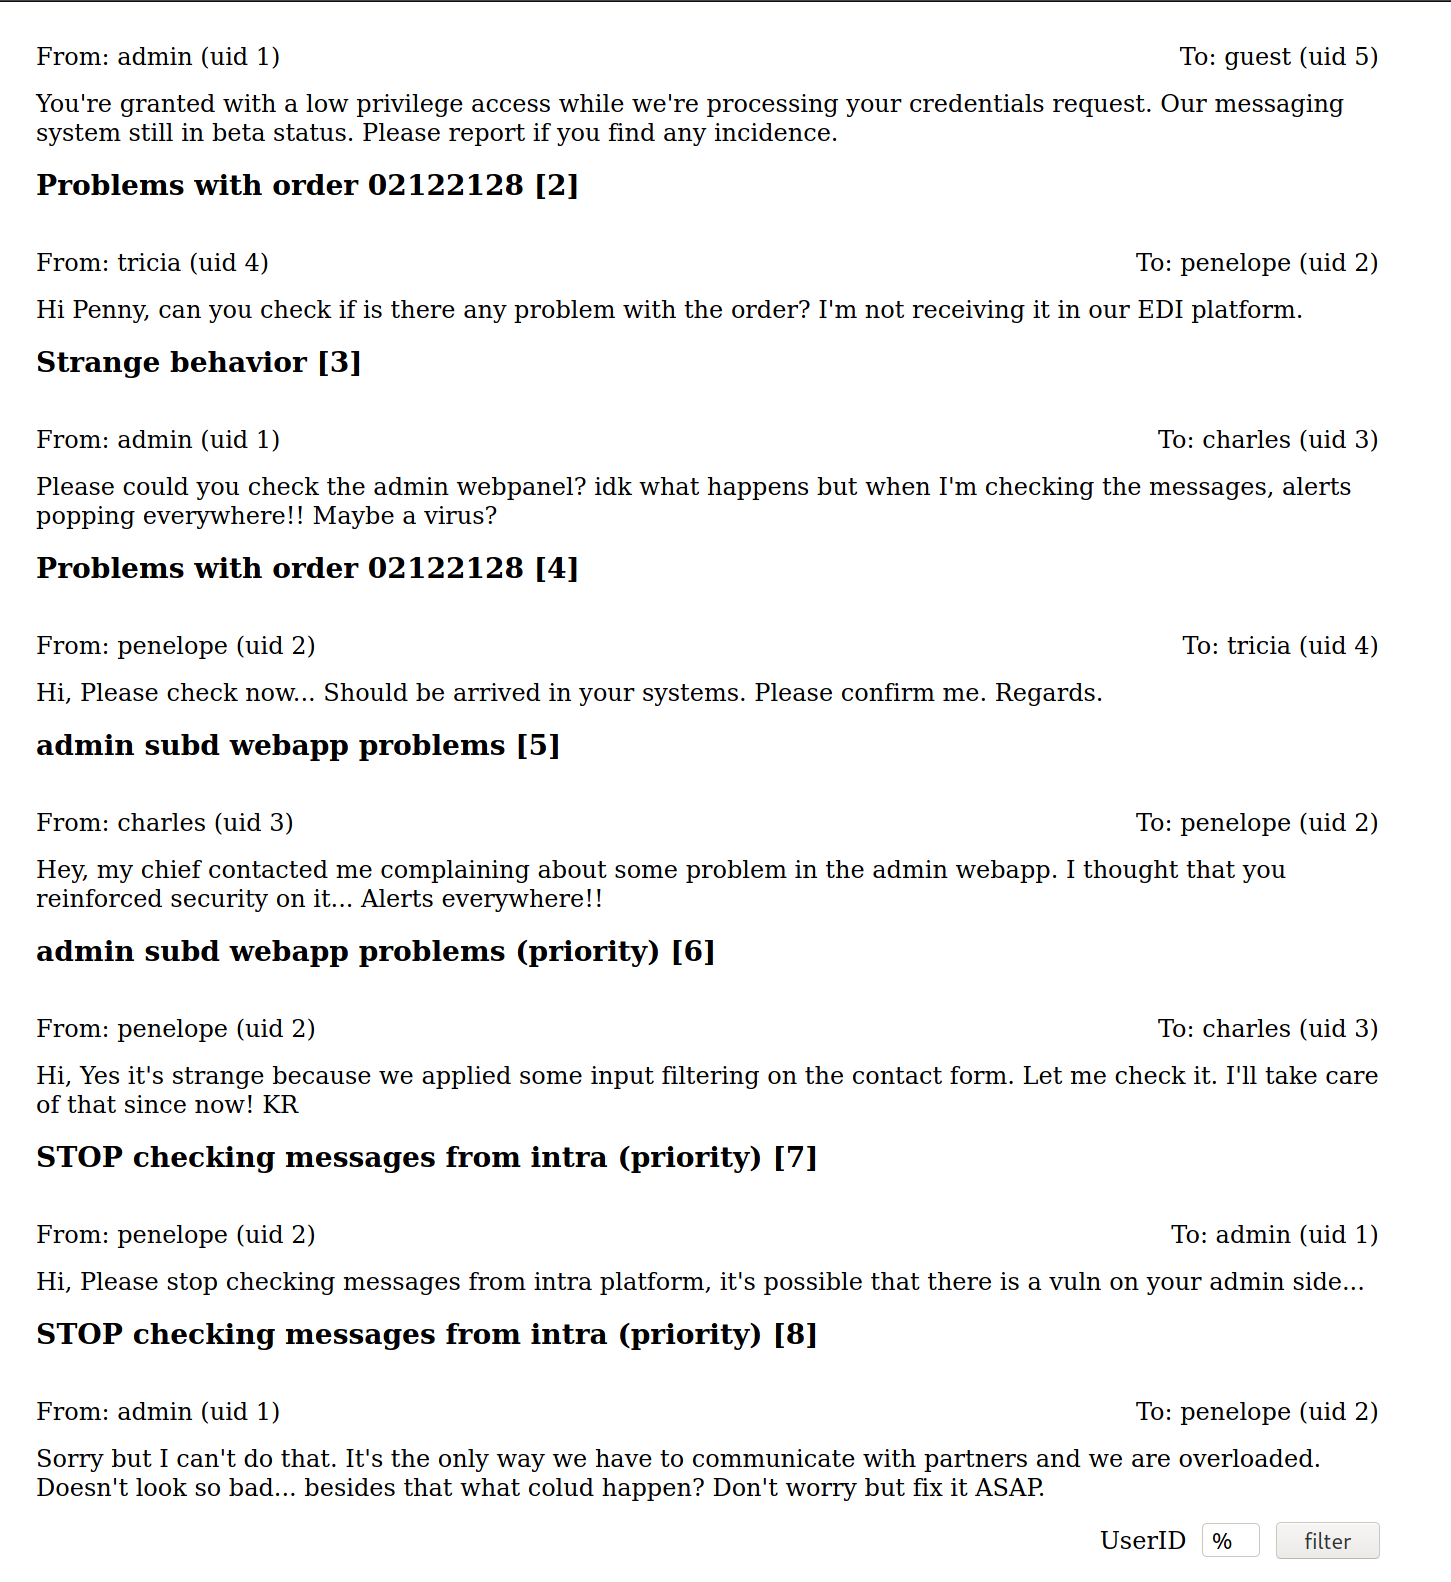 From: admin (uid 1) To: guest (uid 5)
You're granted with a low privilege access while we're processing your credentials request. Our messaging
system still in beta status. Please report if you find any incidence.
Problems with order 02122128 [2]
From: tricia (uid 4) To: penelope (uid 2)
Hi Penny, can you check if is there any problem with the order? I'm not receiving it in our EDI platform.
Strange behavior [3]
From: admin (uid 1) To: charles (uid 3)
Please could you check the admin webpanel? idk what happens but when I'm checking the messages, alerts
popping everywhere!! Maybe a virus?
Problems with order 02122128 [4]
From: penelope (uid 2) To: tricia (uid 4)
Hi, Please check now... Should be arrived in your systems. Please confirm me. Regards.
admin subd webapp problems [5]
From: charles (uid 3) To: penelope (uid 2)
Hey, my chief contacted me complaining about some problem in the admin webapp. I thought that you
reinforced security on it... Alerts everywhere!!
admin subd webapp problems (priority) [6]
From: penelope (uid 2) To: charles (uid 3)
Hi, Yes it's strange because we applied some input filtering on the contact form. Let me check it. I'll take care
of that since now! KR
STOP checking messages from intra (priority) [7]
From: penelope (uid 2) To: admin (uid 1)
Hi, Please stop checking messages from intra platform, it's possible that there is a vuln on your admin side...
STOP checking messages from intra (priority) [8]
From: admin (uid 1) To: penelope (uid 2)
Sorry but I can't do that. It's the only way we have to communicate with partners and we are overloaded.
Doesn't look so bad... besides that what colud happen? Don't worry but fix it ASAP.
UserID % filter